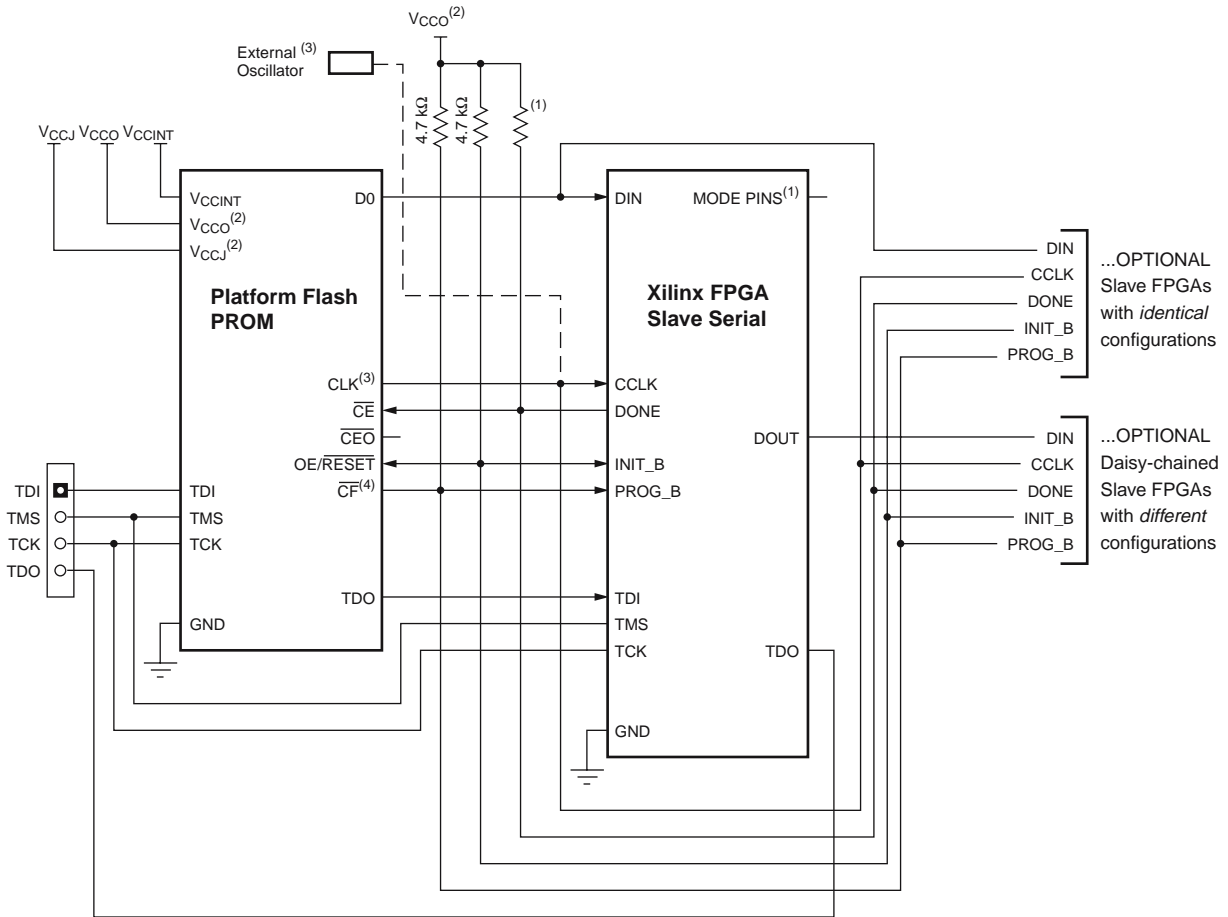 VCCO(2)
External (3)
Oscillator
4.7 kΩ
4.7 kΩ
(1)
VCCJ VCCO VCCINT
VCCINT
VCCO(2)
VCCJ(2)
D0
Platform Flash
PROM
CLK(3)
CE
CEO
OE/RESET
CF(4)
TDI
TMS
TCK
TDO
GND
TDI
TMS
TCK
TDO
DIN
MODE PINS(1)
Xilinx FPGA
Slave Serial
CCLK
DONE
DOUT
INIT_B
PROG_B
TDI
TMS
TCK
TDO
GND
DIN
CCLK
DONE
INIT_B
PROG_B
...OPTIONAL
Slave FPGAs
with identical
configurations
DIN
CCLK
DONE
INIT_B
PROG_B
...OPTIONAL
Daisy-chained
Slave FPGAs
with different
configurations